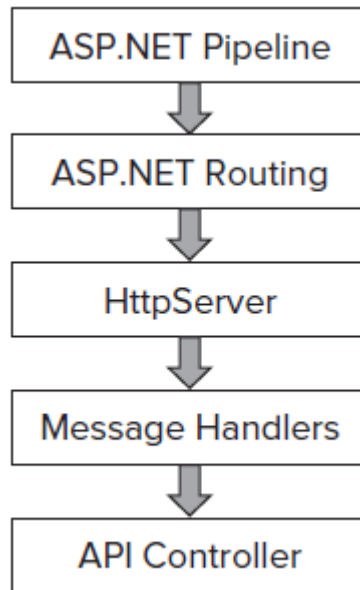 ASP.NET Pipeline
ASP.NET Routing
HttpServer
Message Handlers
API Controller